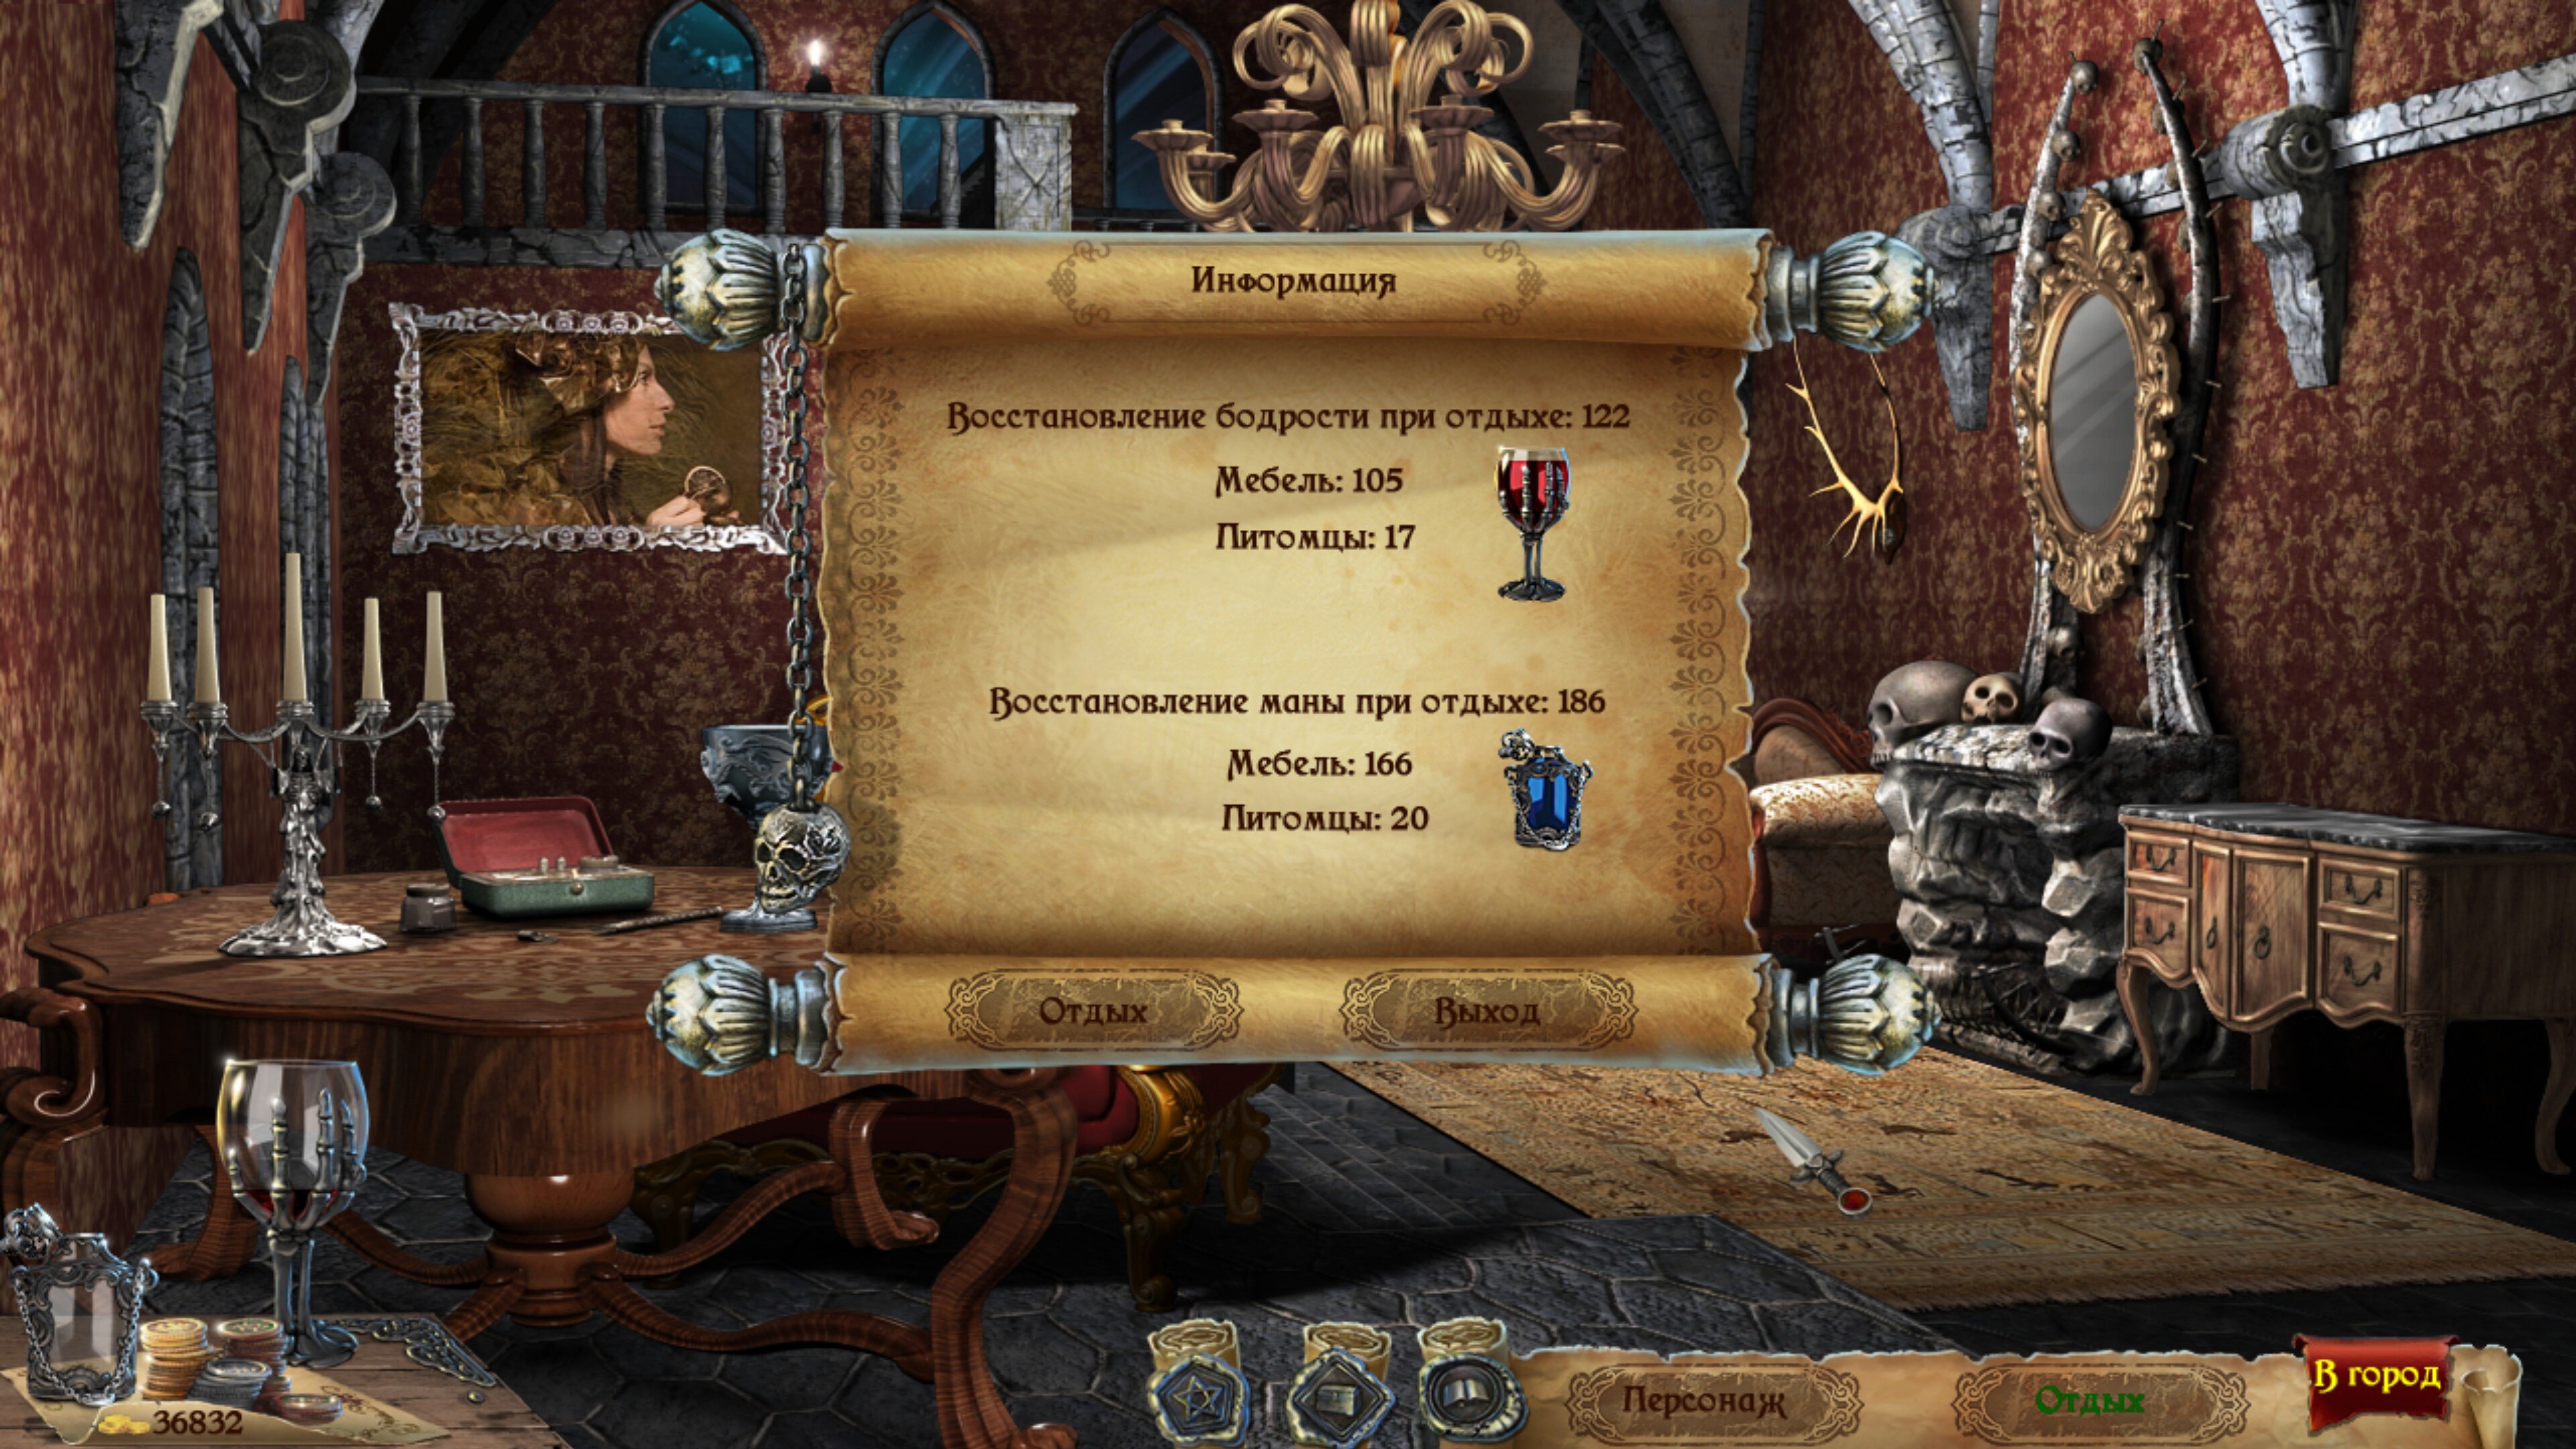 Информация
Восстановление бодрости при отдыхе: 122
Мебель: 105
Питомцы: 17
Восстановление маны при отдыхе: 186
Мебель: 166
Питомцы: 20
Отдых
Выход
36832
Персонаж
Отдых
В город